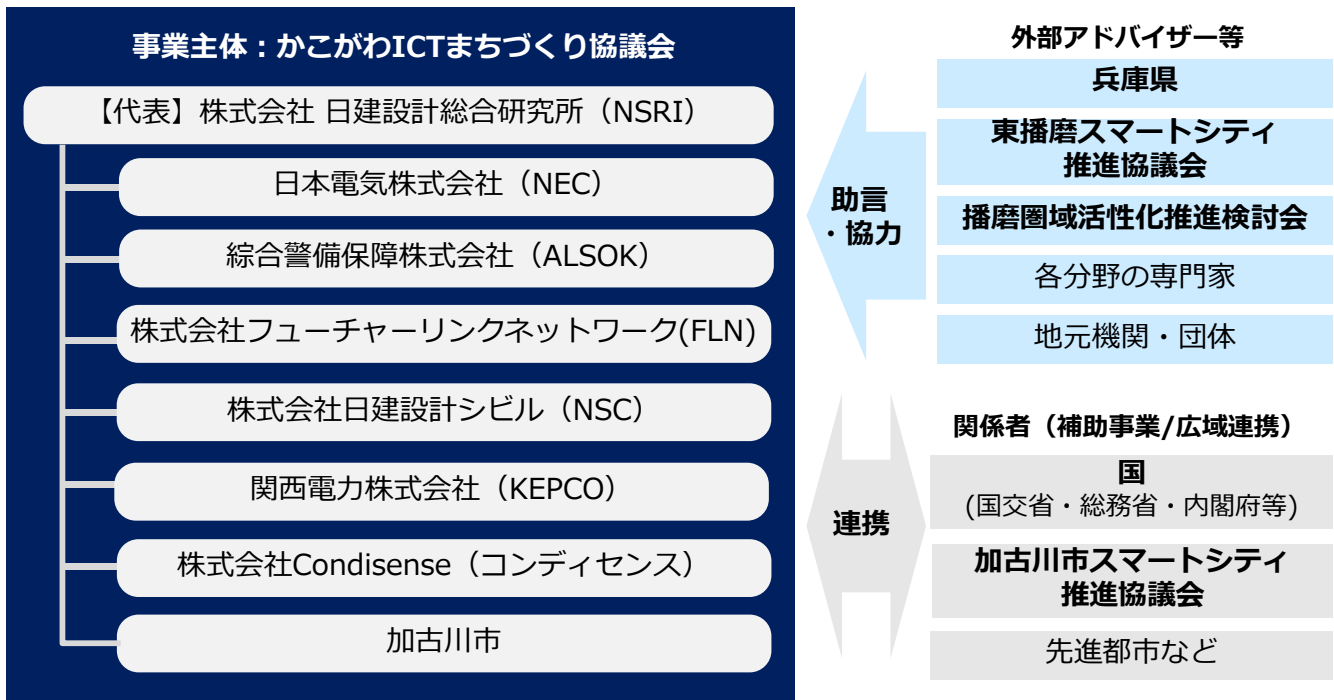 事業主体：かこがわICTまちづくり協議会
【代表】株式会社 日建設計総合研究所（NSRI）
日本電気株式会社（NEC）
綜合警備保障株式会社（ALSOK）
株式会社フューチャーリンクネットワーク(FLN)
株式会社日建設計シビル（NSC）
関西電力株式会社（KEPCO）
株式会社Condisense（コンディセンス）
加古川市
助言
・協力
連携
外部アドバイザー等
兵庫県
東播磨スマートシティ
推進協議会
播磨圏域活性化推進検討会
各分野の専門家
地元機関・団体
関係者（補助事業/広域連携）
国
(国交省・総務省・内閣府等)
加古川市スマートシティ
推進協議会
先進都市など